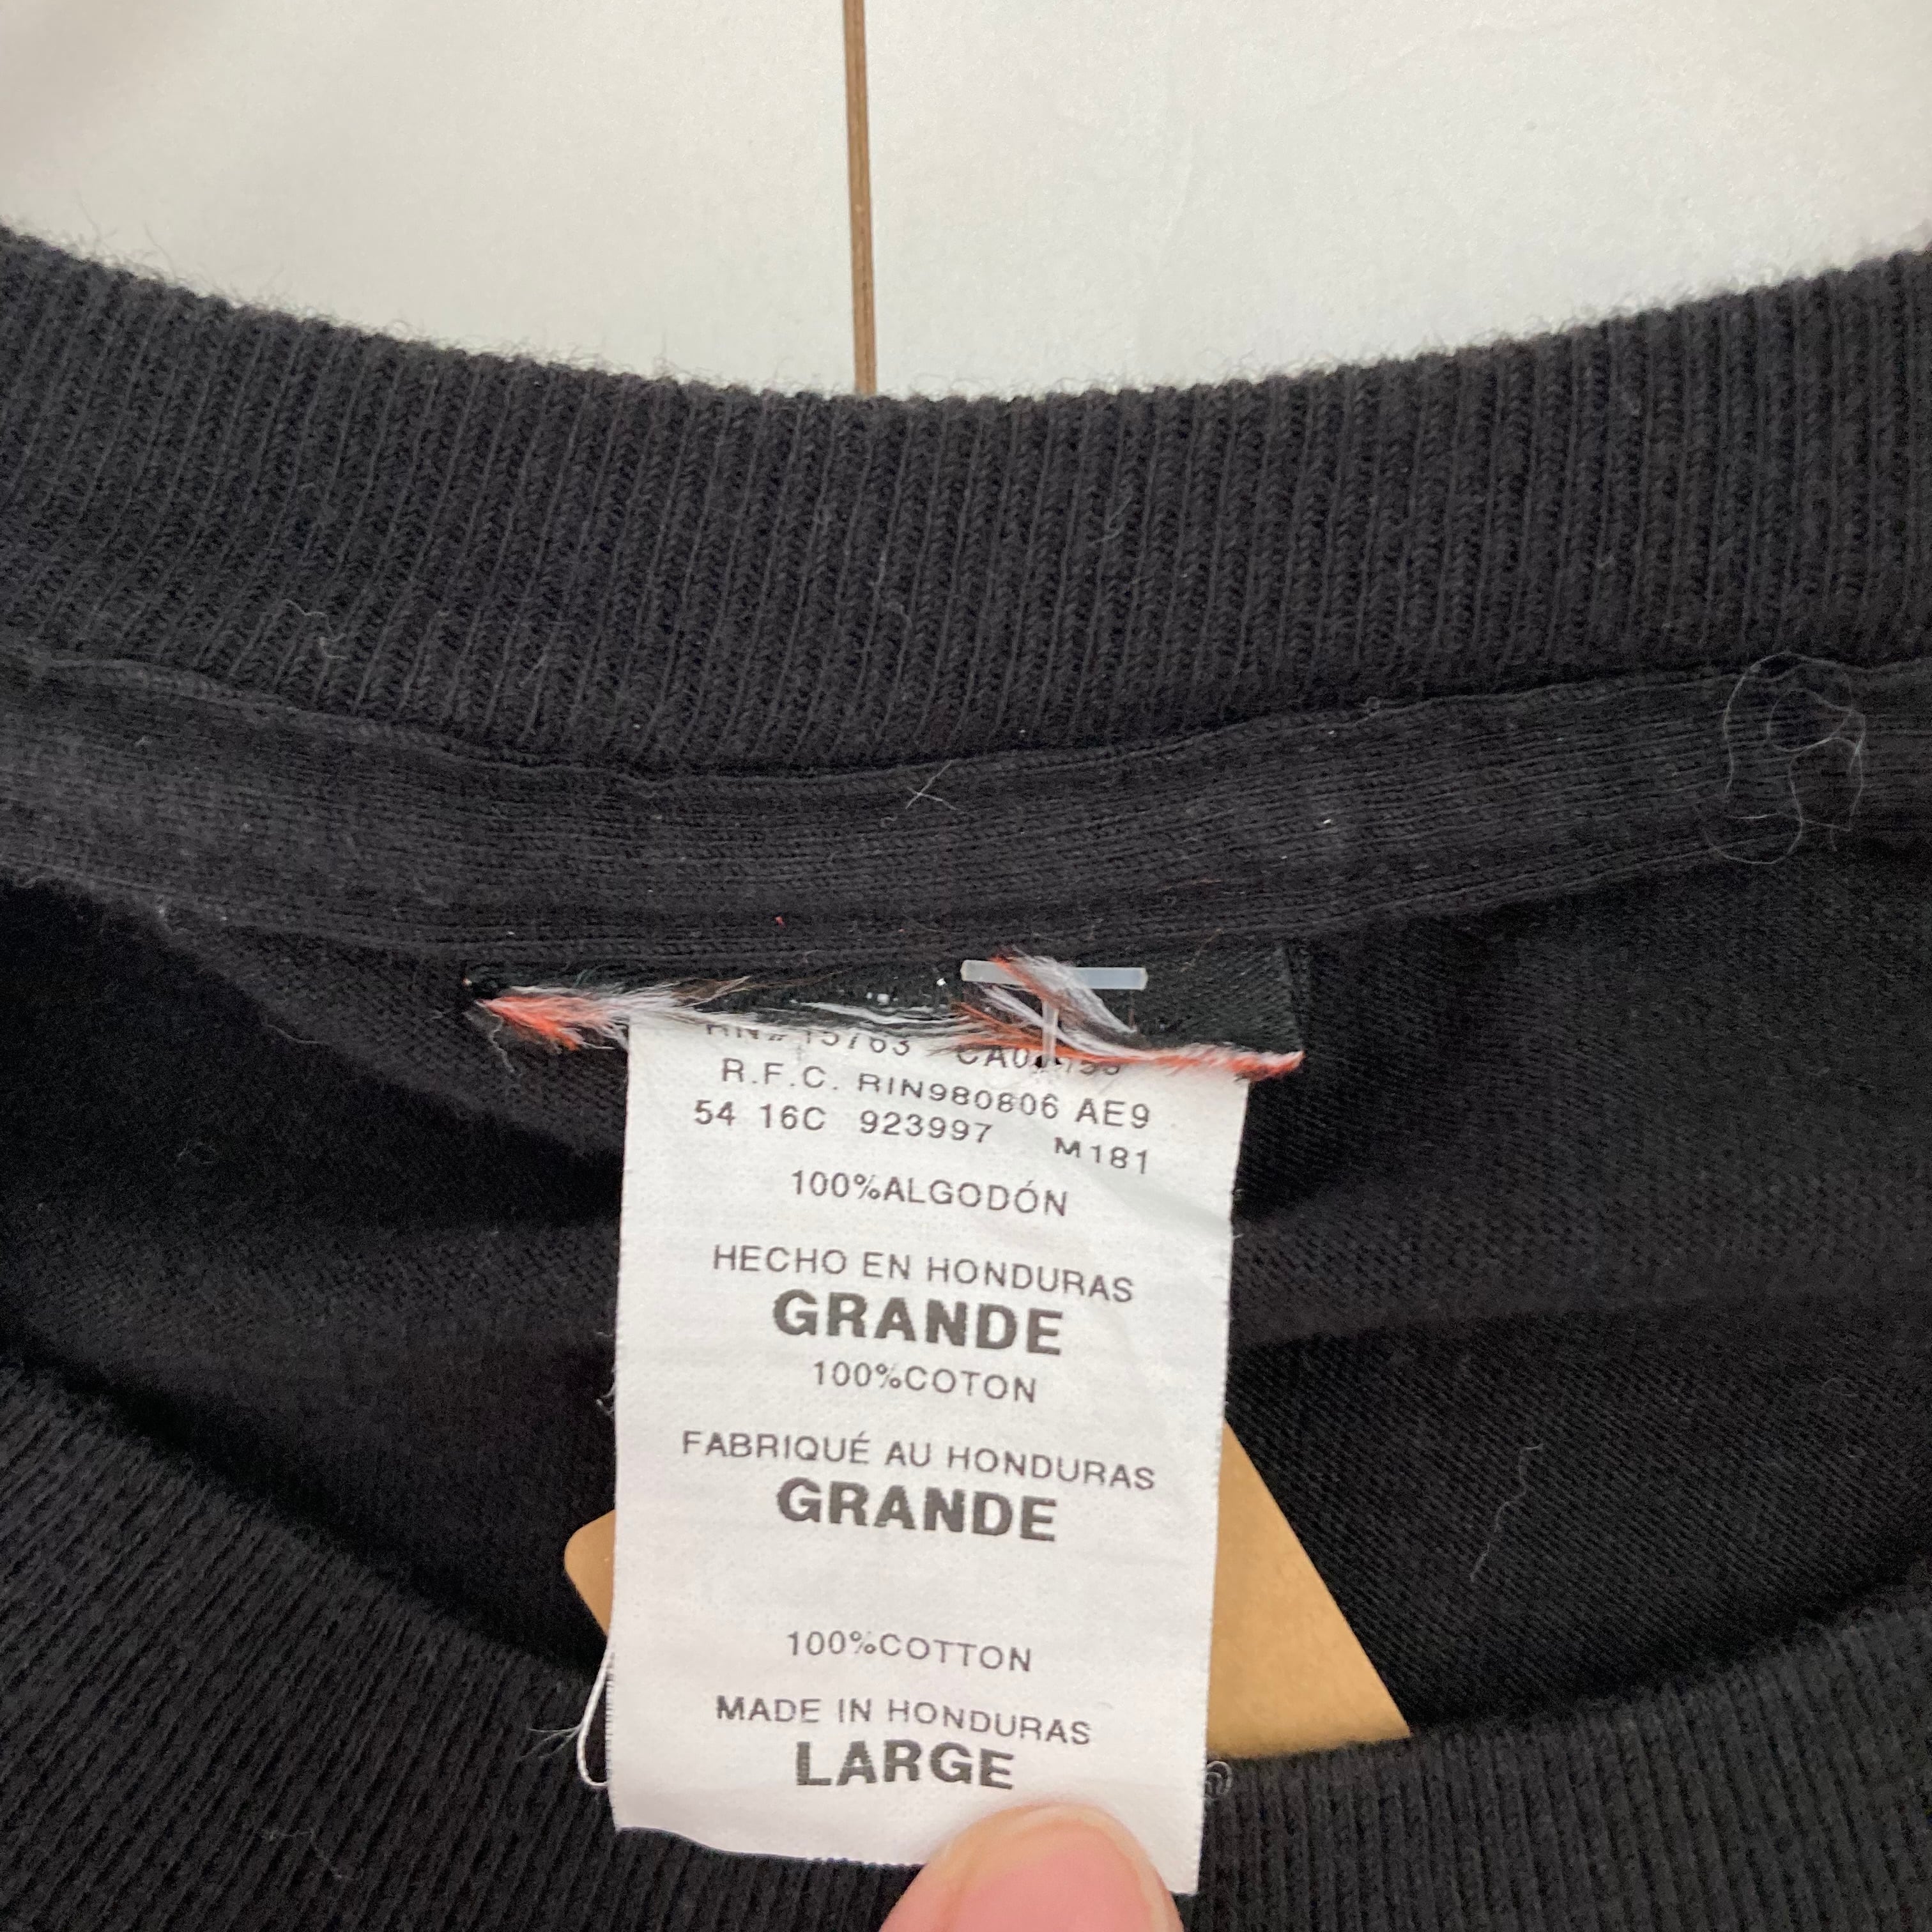 R.F.C. RIN980806 AE9
54 16C 923997 M181
100%ALGODÓN
HECHO EN HONDURAS
GRANDE
100%COTON
FABRIQUÉ AU HONDURAS
GRANDE
100%COTTON
MADE IN HONDURAS
LARGE